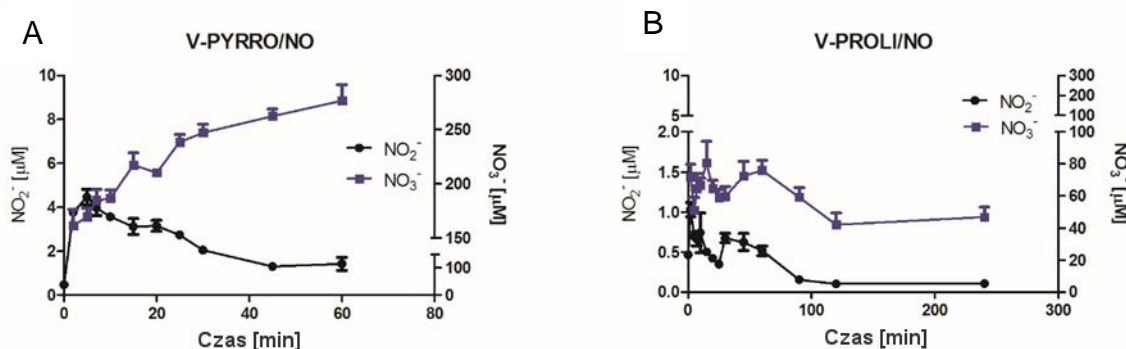 A
V-PYRRO/NO
10
8
6
4
2
0
NO₂⁻ [µM]
300
250
200
150
100
0
NO₃⁻ [µM]
NO₂⁻
NO₃⁻
0 20 40 60 80
Czas [min]
B
V-PROLI/NO
10
5
2.0
1.5
1.0
0.5
0.0
NO₂⁻ [µM]
300
200
100
100
80
60
40
20
0
NO₃⁻ [µM]
NO₂⁻
NO₃⁻
0 100 200 300
Czas [min]